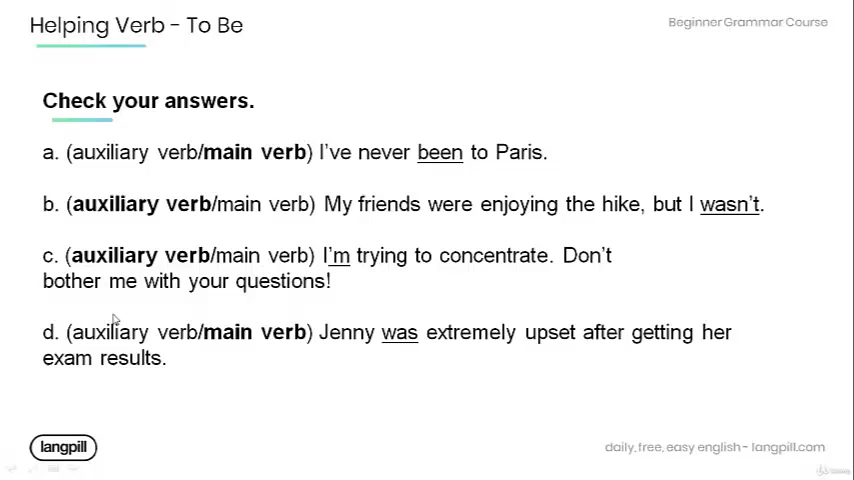 Helping Verb - To Be
Beginner Grammar Course
Check your answers.
a. (auxiliary verb/main verb) I've never been to Paris.
b. (auxiliary verb/main verb) My friends were enjoying the hike, but I wasn't.
c. (auxiliary verb/main verb) I'm trying to concentrate. Don't
bother me with your questions!
d. (auxiliary verb/main verb) Jenny was extremely upset after getting her
exam results.
langpill
daily, free, easy english - langpill.com